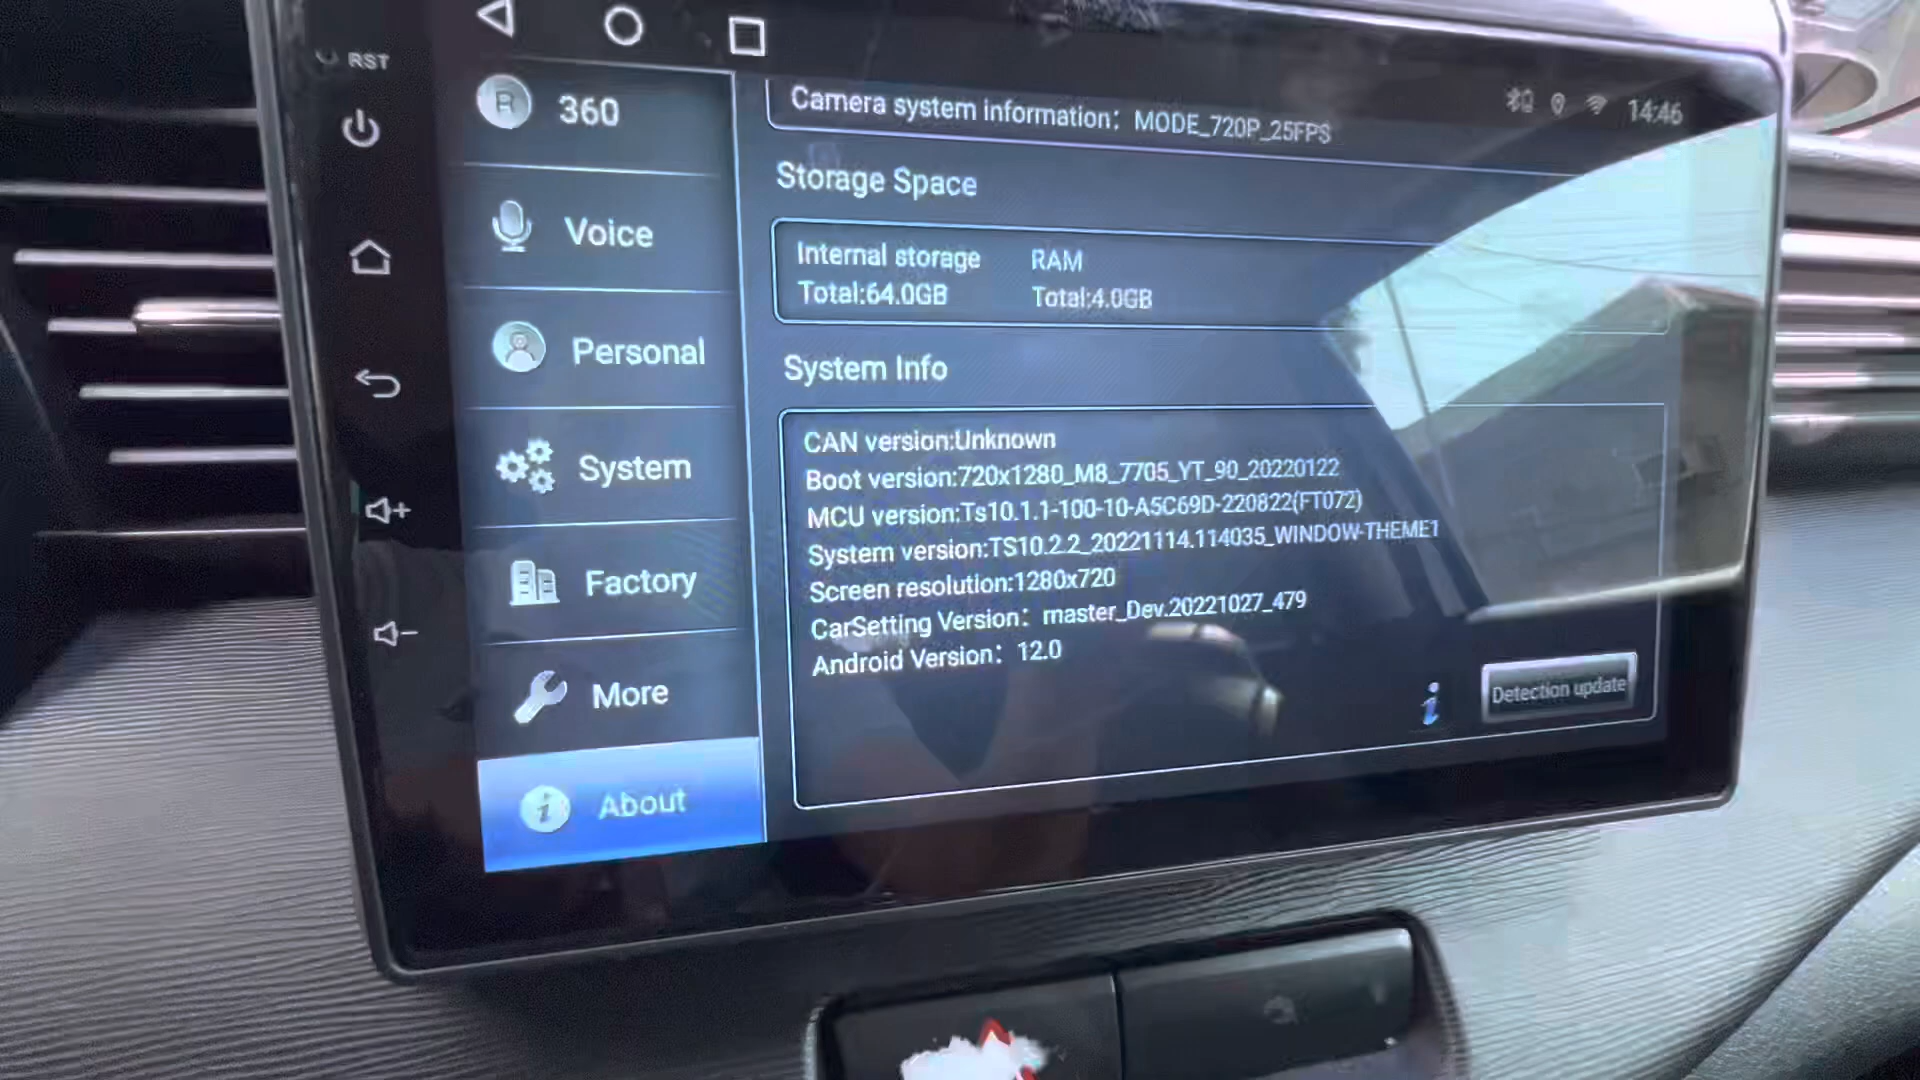 RST
14:46
360
Voice
Personal
System
Factory
More
About
Camera system information: MODE_720P_25FPS
Storage Space
Internal storage RAM
Total:64.0GB Total:4.0GB
System Info
CAN version:Unknown
Boot version:720x1280_M8_7705_YT_90_20220122
MCU version:Ts10.1.1-100-10-A5C69D-220822(FT072)
System version:TS10.2.2_20221114.114035_WINDOW-THEME1
Screen resolution:1280x720
CarSetting Version: master_Dev.20221027_479
Android Version: 12.0
Detection update